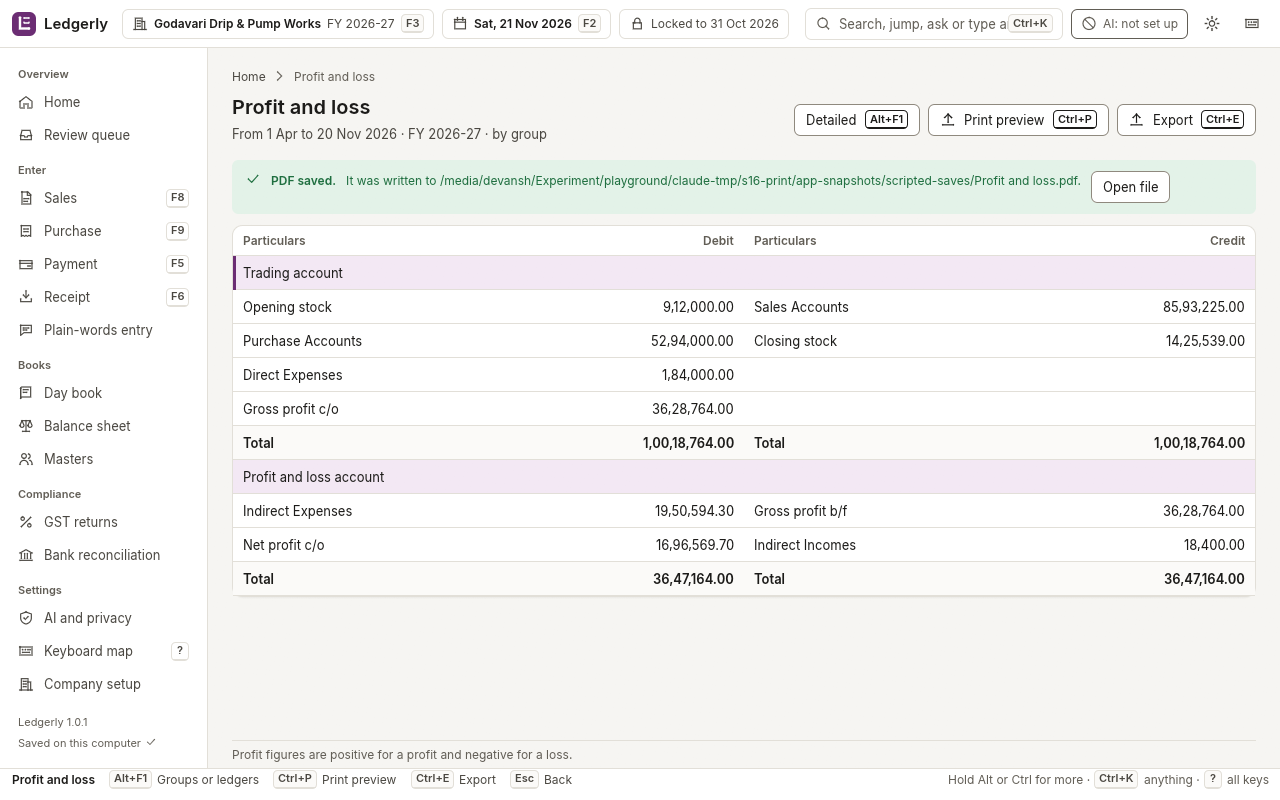 Ledgerly
Godavari Drip & Pump Works FY 2026-27 F3
Sat, 21 Nov 2026 F2
Locked to 31 Oct 2026
Search, jump, ask or type a Ctrl+K
AI: not set up
Overview
Home
Review queue
Enter
Sales F8
Purchase F9
Payment F5
Receipt F6
Plain-words entry
Books
Day book
Balance sheet
Masters
Compliance
GST returns
Bank reconciliation
Settings
AI and privacy
Keyboard map ?
Company setup
Ledgerly 1.0.1
Saved on this computer
Home Profit and loss
Profit and loss
From 1 Apr to 20 Nov 2026 · FY 2026-27 · by group
Detailed Alt+F1
Print preview Ctrl+P
Export Ctrl+E
PDF saved. It was written to /media/devansh/Experiment/playground/claude-tmp/s16-print/app-snapshots/scripted-saves/Profit and loss.pdf.
Open file
Particulars Debit Particulars Credit
Trading account
Opening stock 9,12,000.00 Sales Accounts 85,93,225.00
Purchase Accounts 52,94,000.00 Closing stock 14,25,539.00
Direct Expenses 1,84,000.00
Gross profit c/o 36,28,764.00
Total 1,00,18,764.00 Total 1,00,18,764.00
Profit and loss account
Indirect Expenses 19,50,594.30 Gross profit b/f 36,28,764.00
Net profit c/o 16,96,569.70 Indirect Incomes 18,400.00
Total 36,47,164.00 Total 36,47,164.00
Profit figures are positive for a profit and negative for a loss.
Profit and loss Alt+F1 Groups or ledgers Ctrl+P Print preview Ctrl+E Export Esc Back
Hold Alt or Ctrl for more · Ctrl+K anything · ? all keys